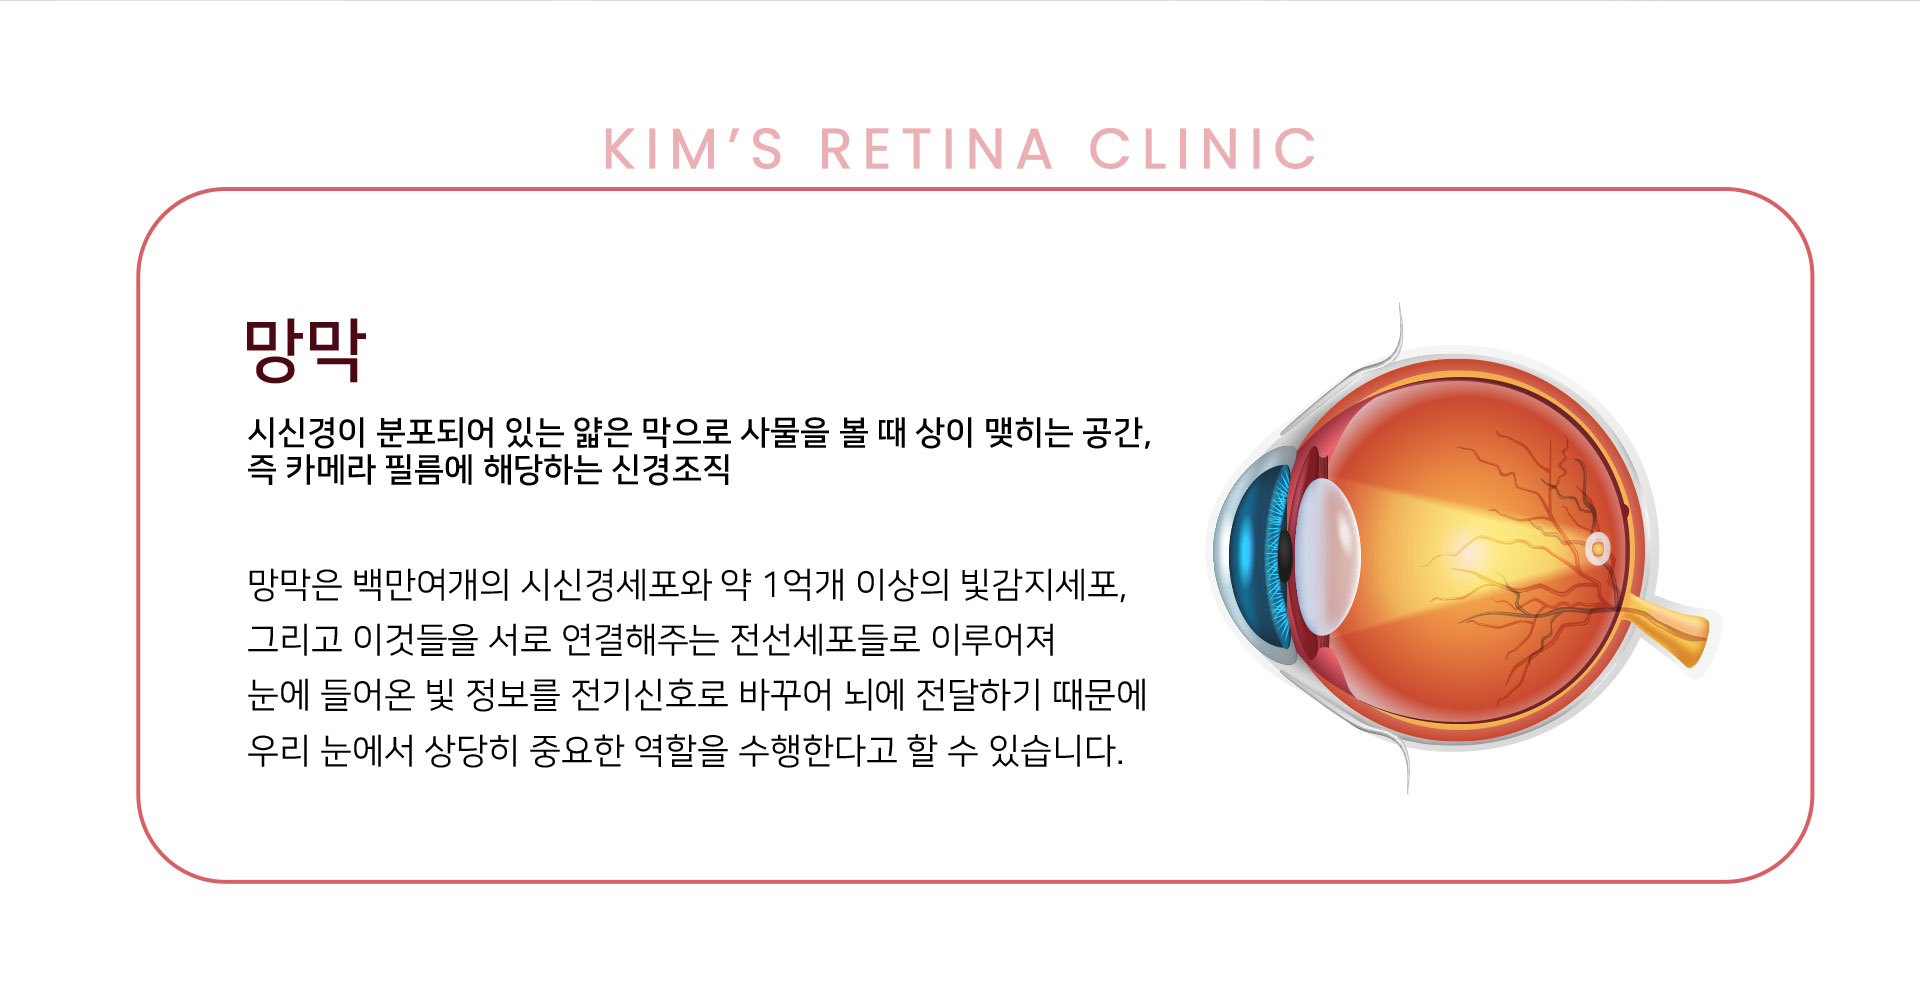 KIM'S RETINA CLINIC
망막
시신경이 분포되어 있는 얇은 막으로 사물을 볼 때 상이 맺히는 공간,
즉 카메라 필름에 해당하는 신경조직
망막은 백만여개의 시신경세포와 약 1억개 이상의 빛감지세포,
그리고 이것들을 서로 연결해주는 전선세포들로 이루어져
눈에 들어온 빛 정보를 전기신호로 바꾸어 뇌에 전달하기 때문에
우리 눈에서 상당히 중요한 역할을 수행한다고 할 수 있습니다.